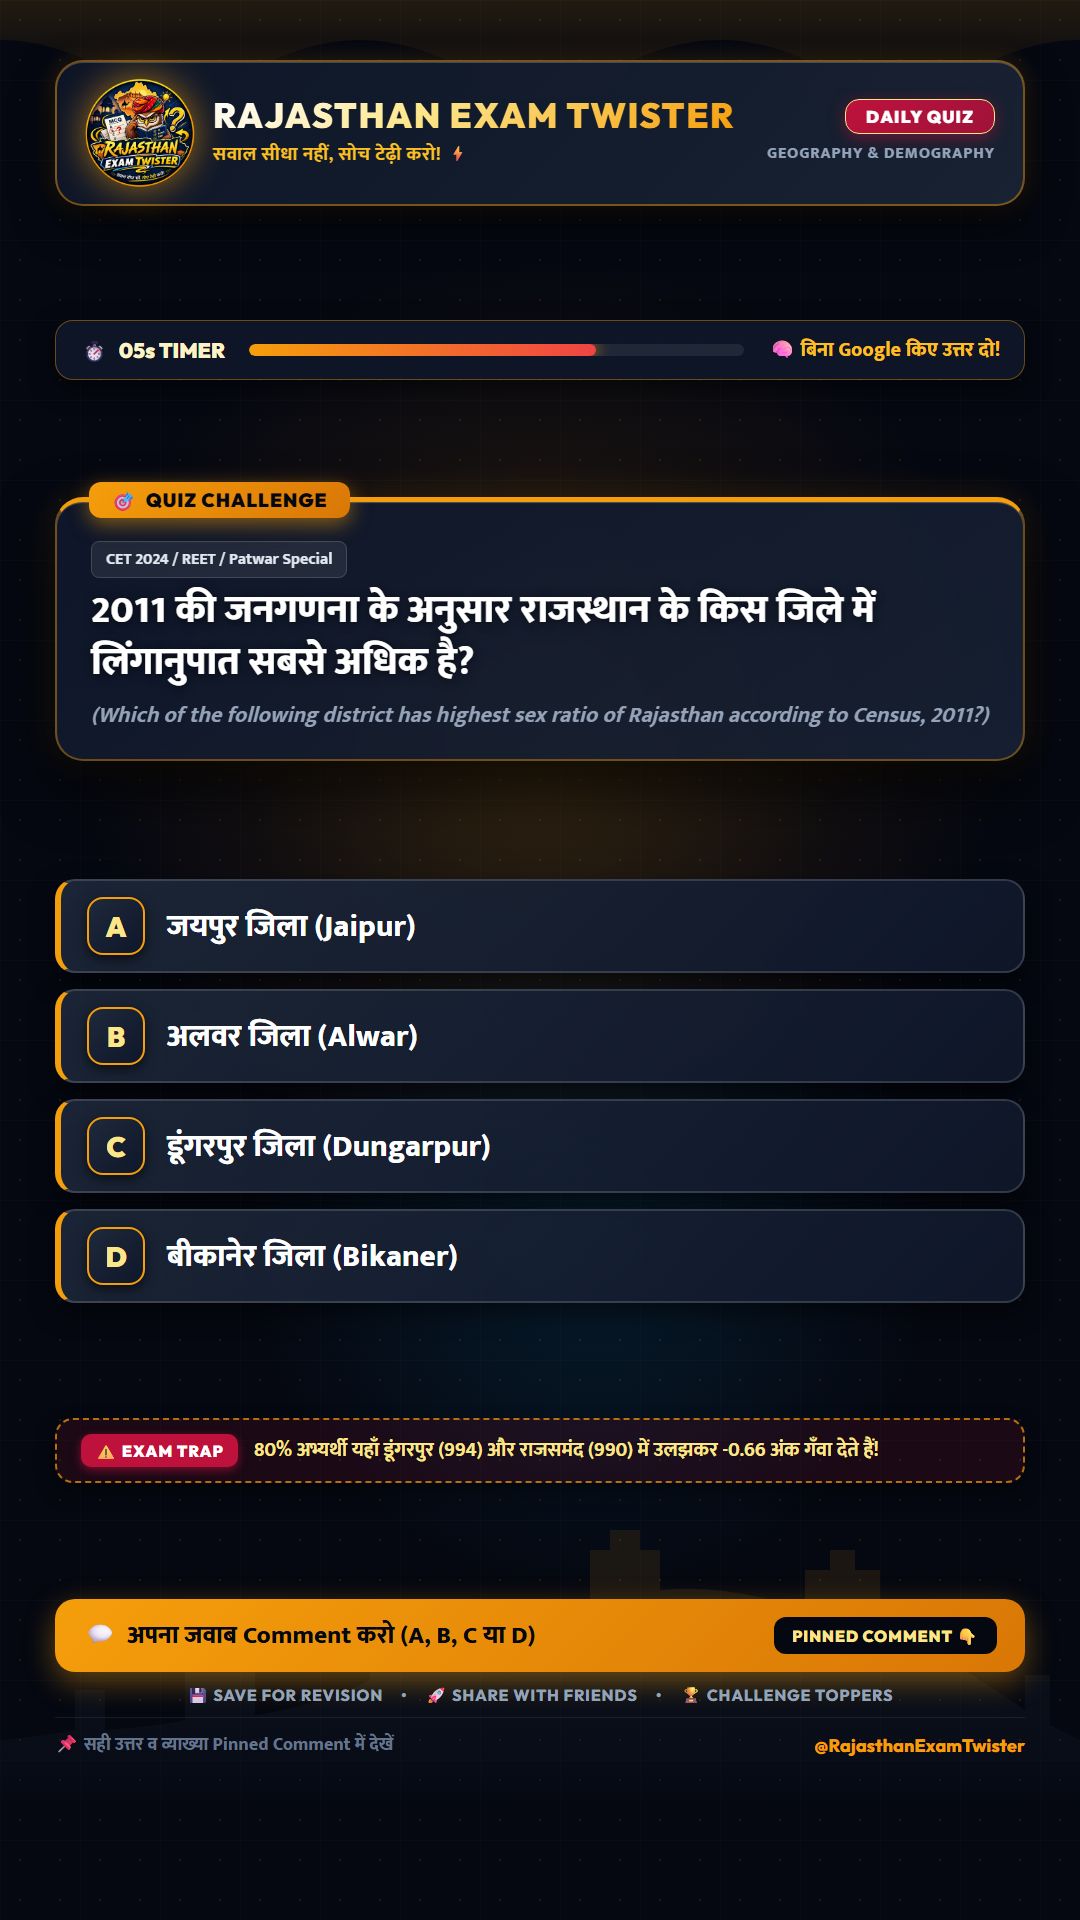 RAJASTHAN EXAM TWISTER
सवाल सीधा नहीं, सोच टेढ़ी करो! ⚡
DAILY QUIZ
GEOGRAPHY & DEMOGRAPHY
MCQ
RAJASTHAN
EXAM TWISTER
⏱️ 05s TIMER
🧠 बिना Google किए उत्तर दो!
🎯 QUIZ CHALLENGE
CET 2024 / REET / Patwar Special
2011 की जनगणना के अनुसार राजस्थान के किस जिले में
लिंगानुपात सबसे अधिक है?
(Which of the following district has highest sex ratio of Rajasthan according to Census, 2011?)
A जयपुर जिला (Jaipur)
B अलवर जिला (Alwar)
C डूंगरपुर जिला (Dungarpur)
D बीकानेर जिला (Bikaner)
⚠️ EXAM TRAP 80% अभ्यर्थी यहाँ डूंगरपुर (994) और राजसमंद (990) में उलझकर -0.66 अंक गँवा देते हैं!
💬 अपना जवाब Comment करो (A, B, C या D)
PINNED COMMENT 👇
💾 SAVE FOR REVISION • 🚀 SHARE WITH FRIENDS • 🏆 CHALLENGE TOPPERS
📌 सही उत्तर व व्याख्या Pinned Comment में देखें
@RajasthanExamTwister